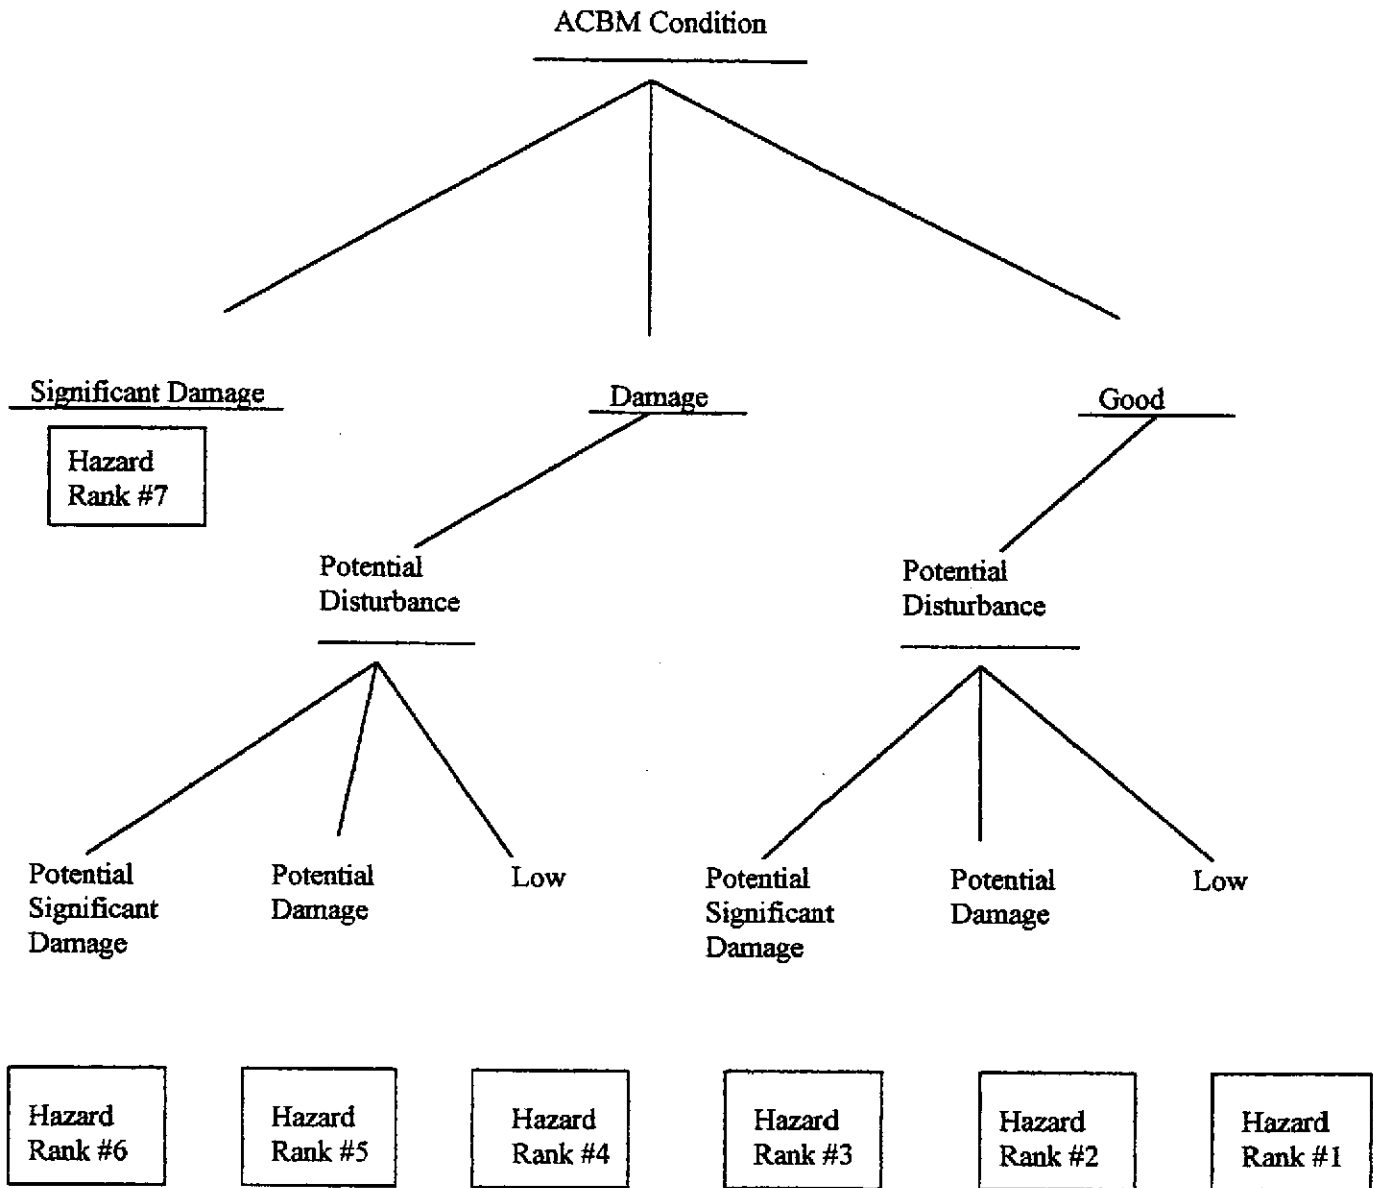 ACBM Condition
Significant Damage
Damage
Good
Hazard
Rank #7
Potential
Disturbance
Potential
Disturbance
Potential
Significant
Damage
Potential
Damage
Low
Potential
Significant
Damage
Potential
Damage
Low
Hazard
Rank #6
Hazard
Rank #5
Hazard
Rank #4
Hazard
Rank #3
Hazard
Rank #2
Hazard
Rank #1